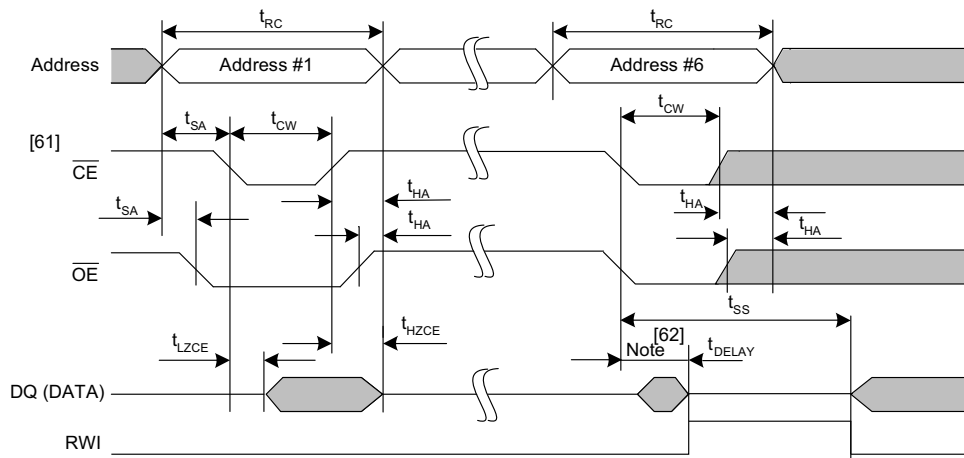 tRC tRC
Address Address #1 Address #6
tSA tCW tCW
[61]
CE
tSA tHA tHA
tHA tHA
OE
tSS
tLZCE tHZCE Note [62] tDELAY
DQ (DATA)
RWI